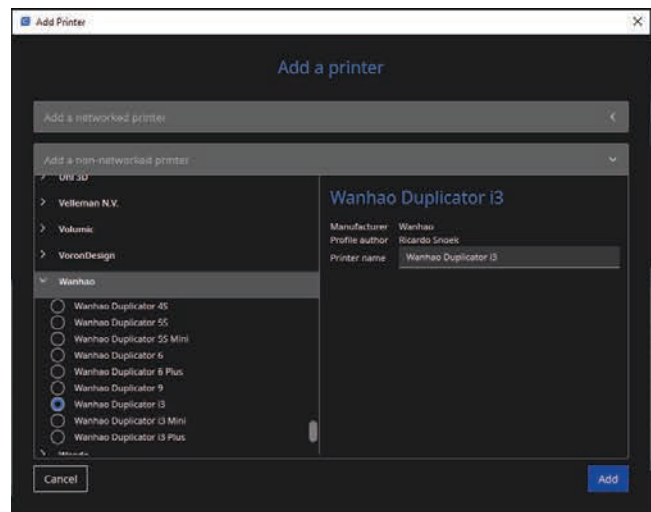 Add Printer
Add a printer
Add a networked printer
Add a non-networked printer
Uni 3D
Velleman N.V.
Volumic
VoronDesign
Wanhao
Wanhao Duplicator 4S
Wanhao Duplicator 5S
Wanhao Duplicator 5S Mini
Wanhao Duplicator 6
Wanhao Duplicator 6 Plus
Wanhao Duplicator 9
Wanhao Duplicator i3
Wanhao Duplicator i3 Mini
Wanhao Duplicator i3 Plus
Wanhao Duplicator i3
Manufacturer Wanhao
Profile author Ricardo Snoek
Printer name Wanhao Duplicator i3
Cancel
Add